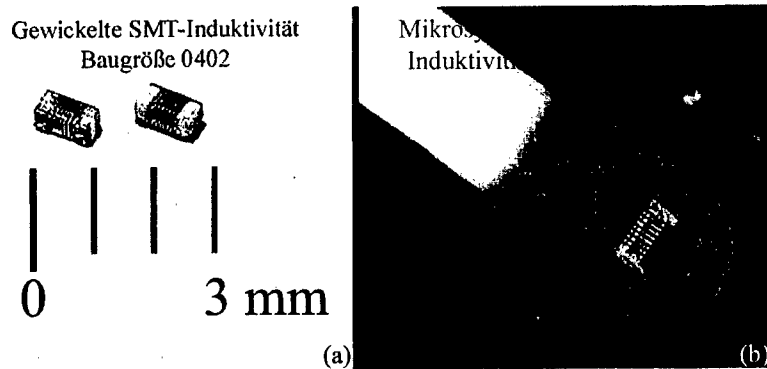 Gewickelte SMT-Induktivität
Baugröße 0402
0 3 mm
(a)
(b)